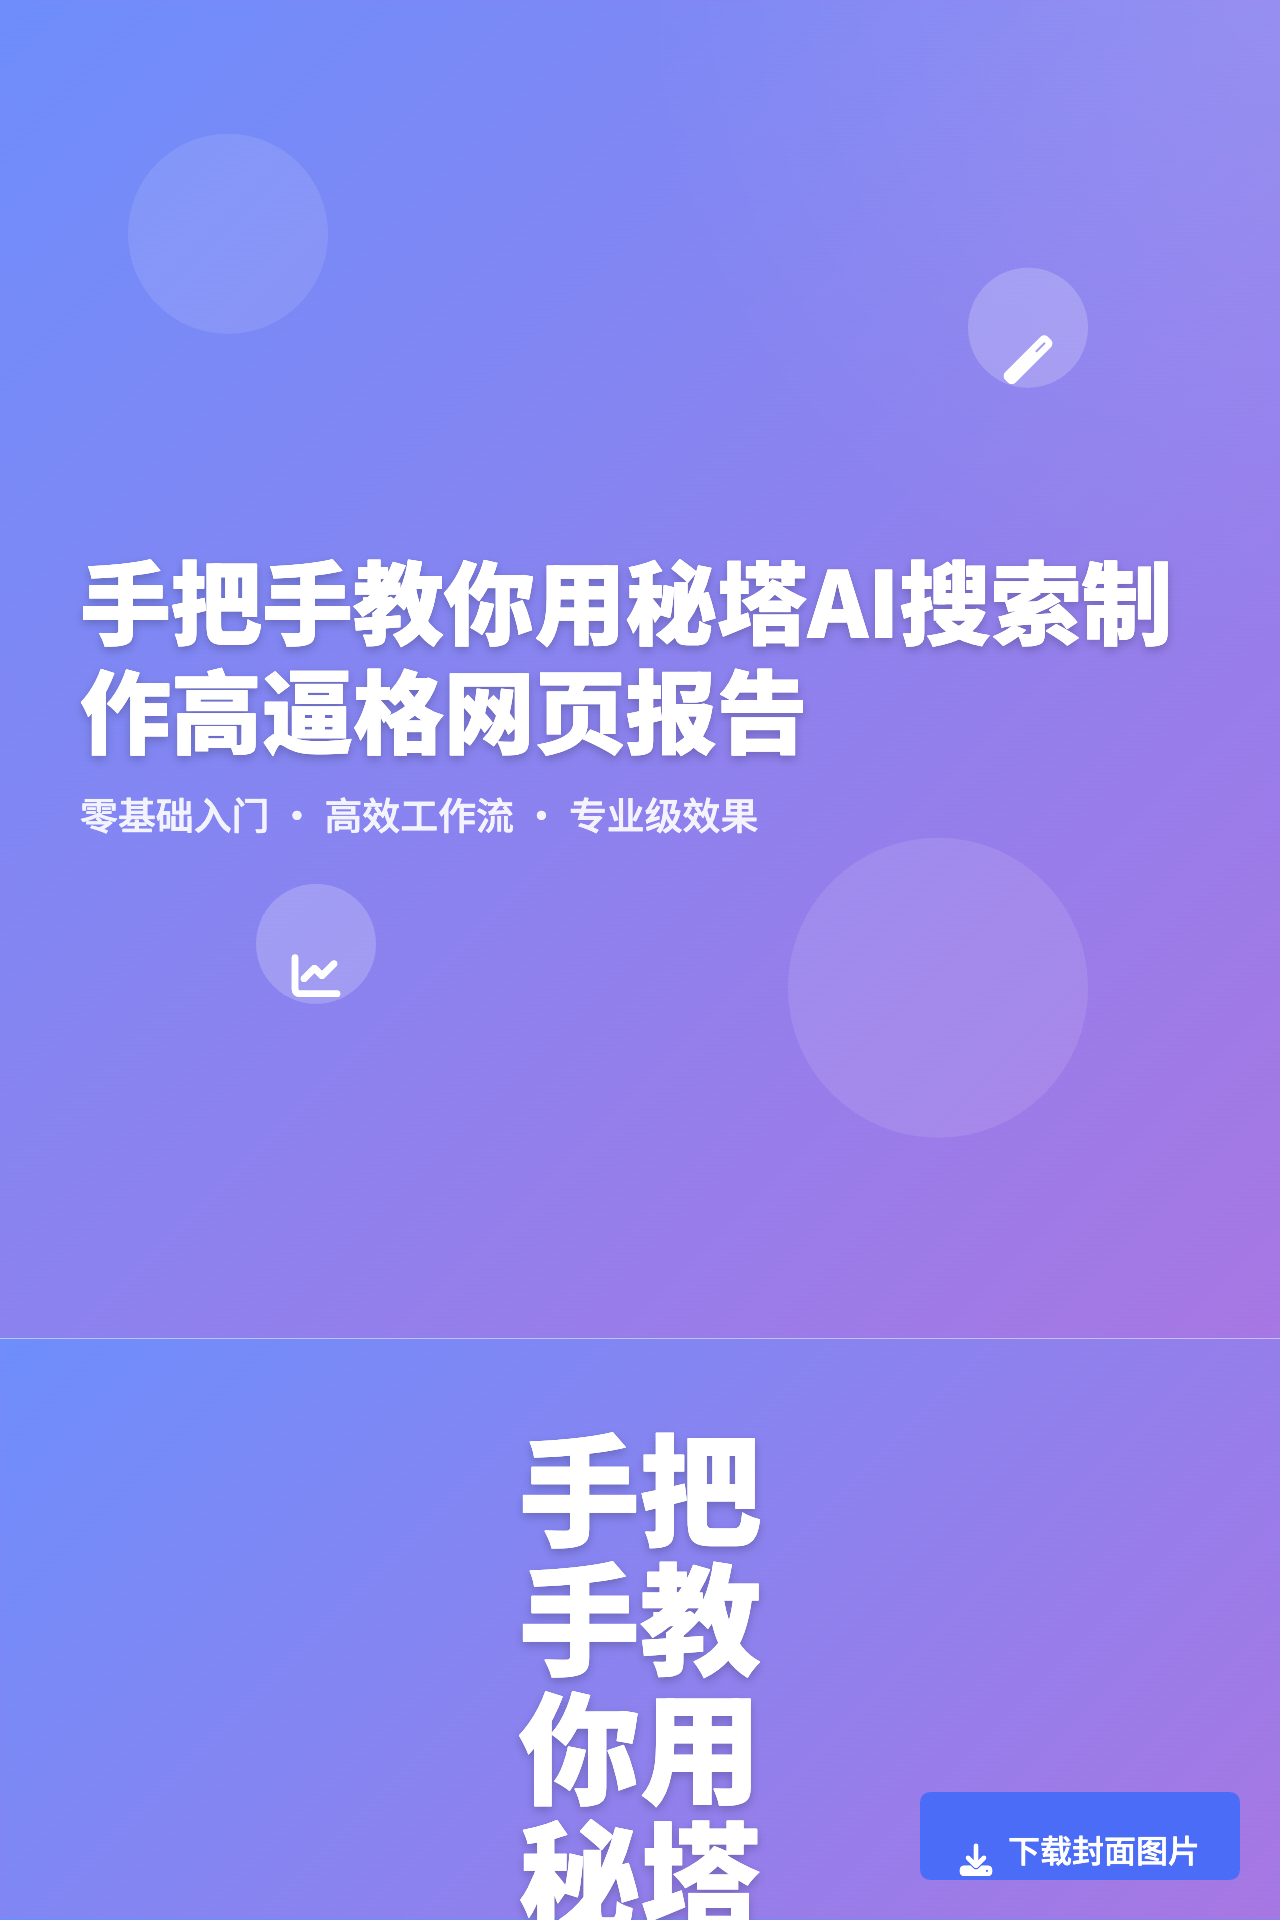 手把手教你用秘塔AI搜索制
作高逼格网页报告
零基础入门 · 高效工作流 · 专业级效果
手把
手教
你用
秘塔
下载封面图片